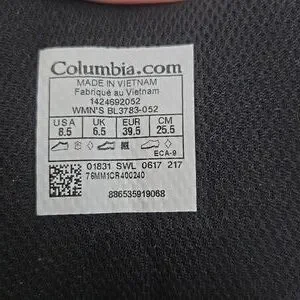 Columbia.com
MADE IN VIETNAM
Fabriqué au Vietnam
1424692052
WMN'S BL3783-052
USA UK EUR CM
8.5 6.5 39.5 25.5
ECA-9
01831 SWL 0617 217
76MM1CR400240
886535919068